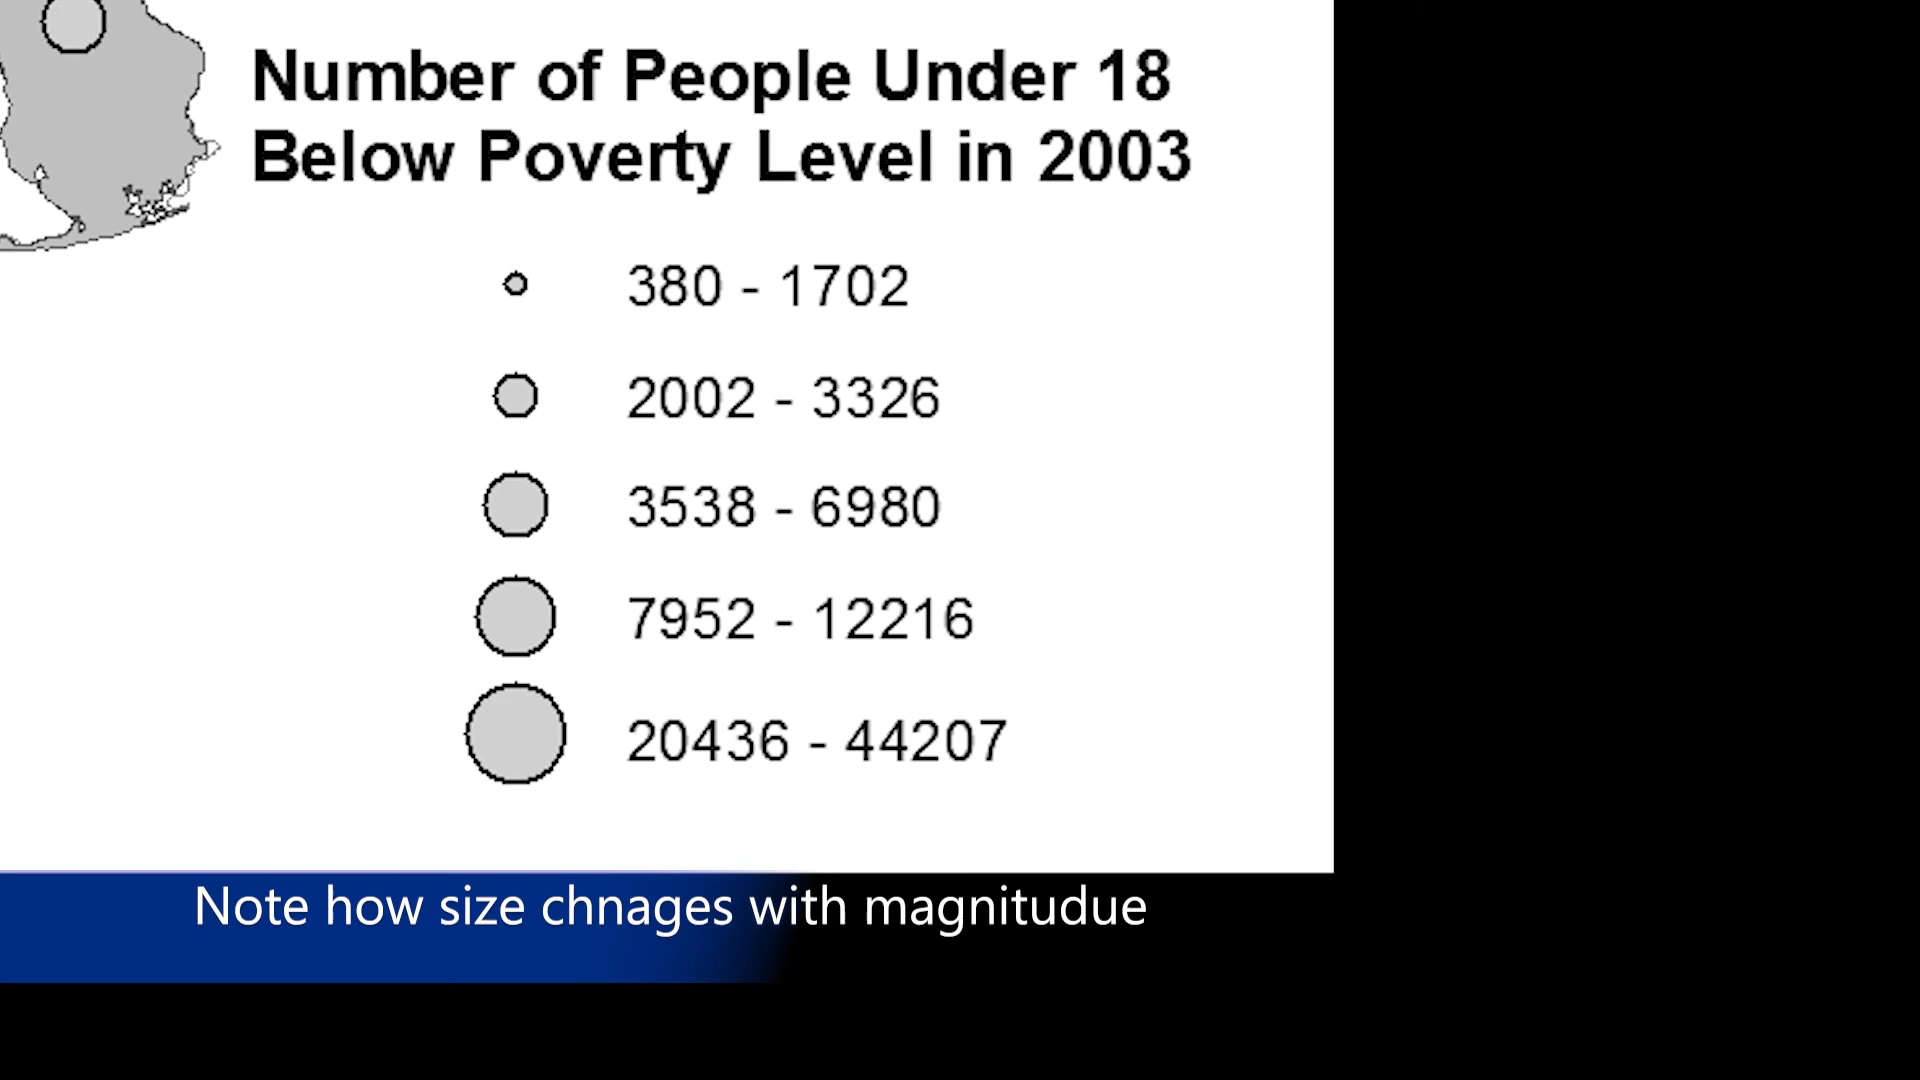 Number of People Under 18
Below Poverty Level in 2003
380 - 1702
2002 - 3326
3538 - 6980
7952 - 12216
20436 - 44207
Note how size chnages with magnitudue